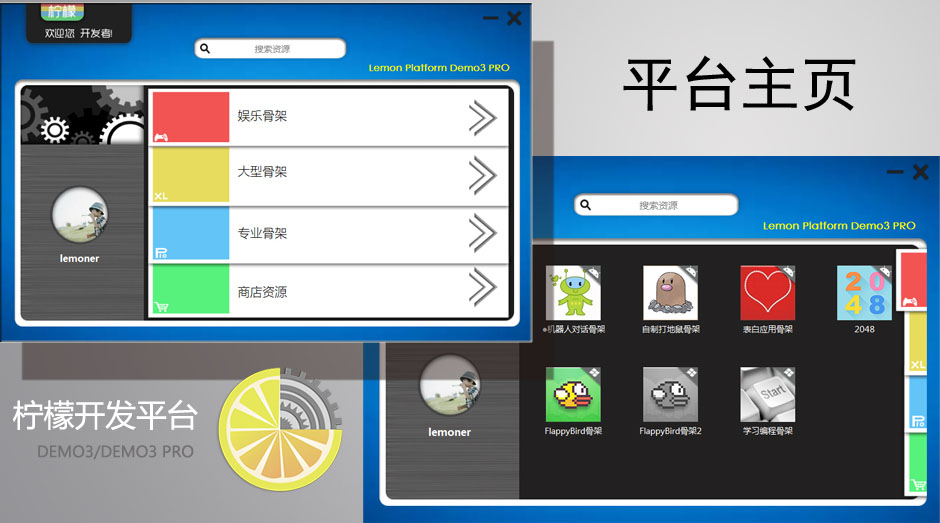 柠檬
欢迎您 开发者!
搜索资源
Lemon Platform Demo3 PRO
娱乐骨架
XL
大型骨架
Pro
专业骨架
商店资源
lemoner
平台主页
搜索资源
Lemon Platform Demo3 PRO
机器人对话骨架
自制打地鼠骨架
表白应用骨架
20
48
2048
XL
Pro
lemoner
FlappyBird骨架
FlappyBird骨架2
Start
学习编程骨架
柠檬开发平台
DEMO3/DEMO3 PRO